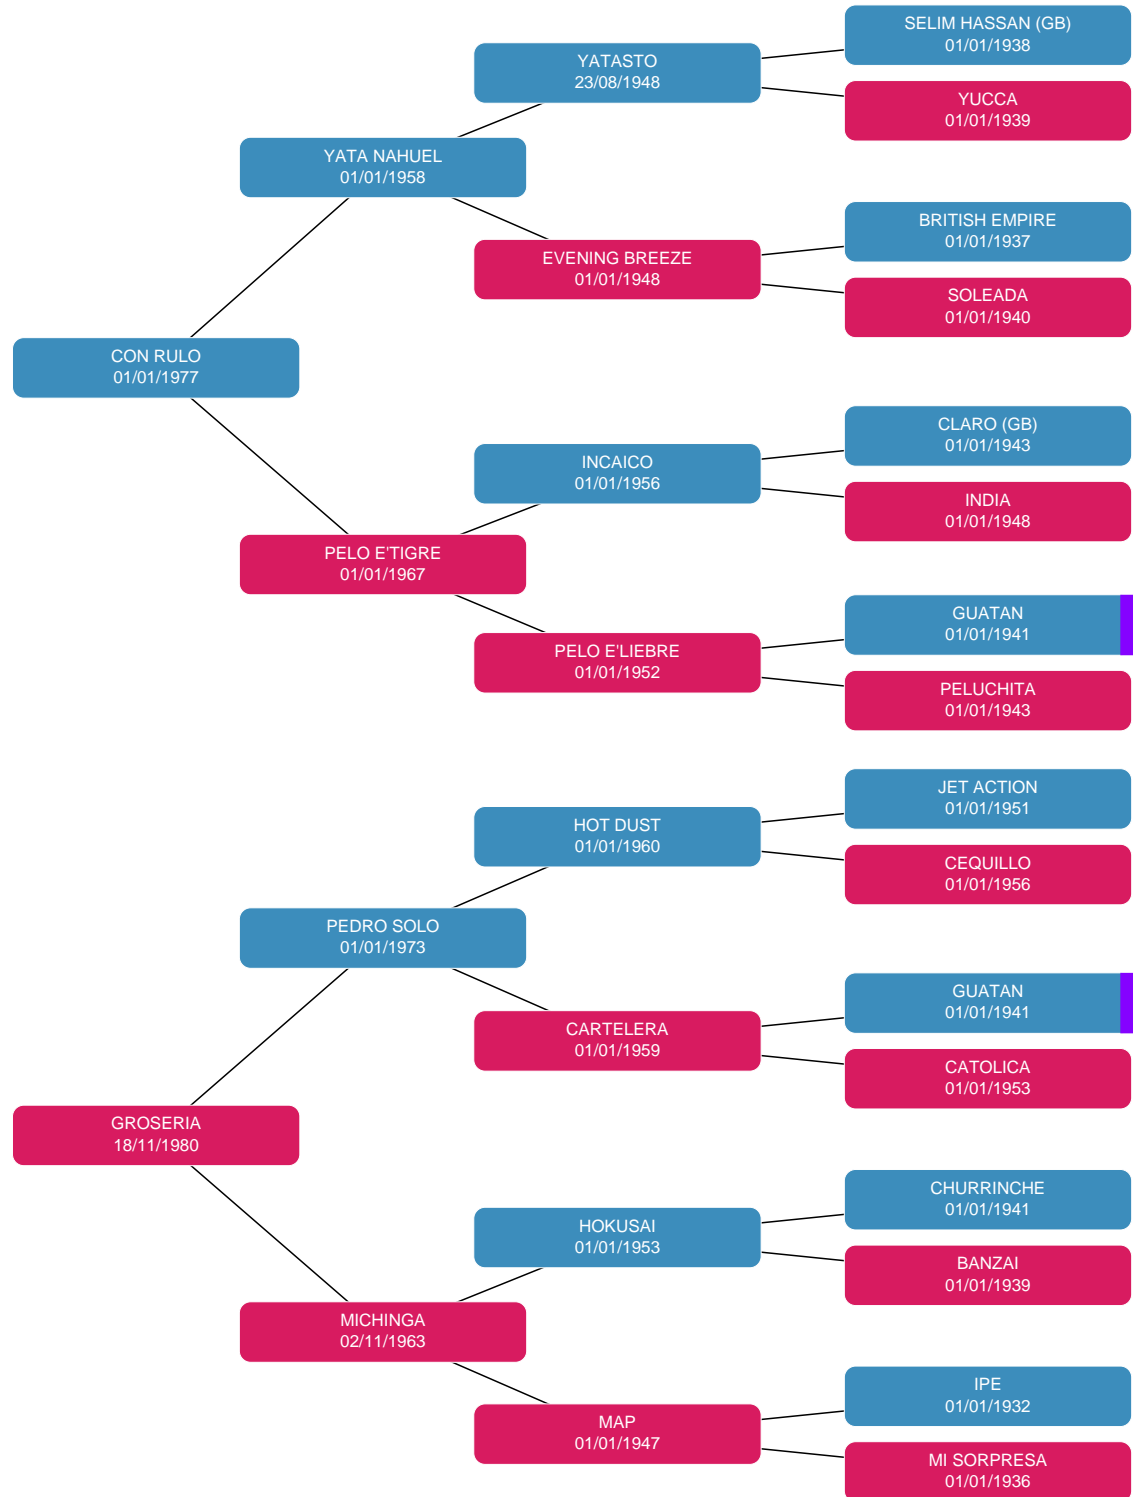 SELIM HASSAN (GB)
01/01/1938
YATASTO
23/08/1948
YUCCA
01/01/1939
YATA NAHUEL
01/01/1958
BRITISH EMPIRE
01/01/1937
EVENING BREEZE
01/01/1948
SOLEADA
01/01/1940
CON RULO
01/01/1977
CLARO (GB)
01/01/1943
INCAICO
01/01/1956
INDIA
01/01/1948
PELO E'TIGRE
01/01/1967
GUATAN
01/01/1941
PELO E'LIEBRE
01/01/1952
PELUCHITA
01/01/1943
JET ACTION
01/01/1951
HOT DUST
01/01/1960
CEQUILLO
01/01/1956
PEDRO SOLO
01/01/1973
GUATAN
01/01/1941
CARTELERA
01/01/1959
CATOLICA
01/01/1953
GROSERIA
18/11/1980
CHURRINCHE
01/01/1941
HOKUSAI
01/01/1953
BANZAI
01/01/1939
MICHINGA
02/11/1963
IPE
01/01/1932
MAP
01/01/1947
MI SORPRESA
01/01/1936